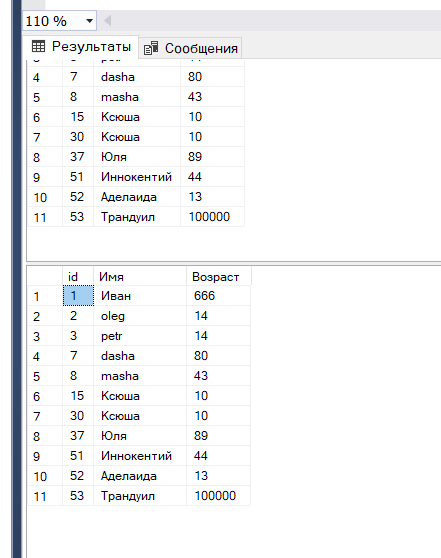 110 %
Результаты Сообщения
4 7 dasha 80
5 8 masha 43
6 15 Ксюша 10
7 30 Ксюша 10
8 37 Юля 89
9 51 Иннокентий 44
10 52 Аделаида 13
11 53 Трандуил 100000
id Имя Возраст
1 1 Иван 666
2 2 oleg 14
3 3 petr 14
4 7 dasha 80
5 8 masha 43
6 15 Ксюша 10
7 30 Ксюша 10
8 37 Юля 89
9 51 Иннокентий 44
10 52 Аделаида 13
11 53 Трандуил 100000